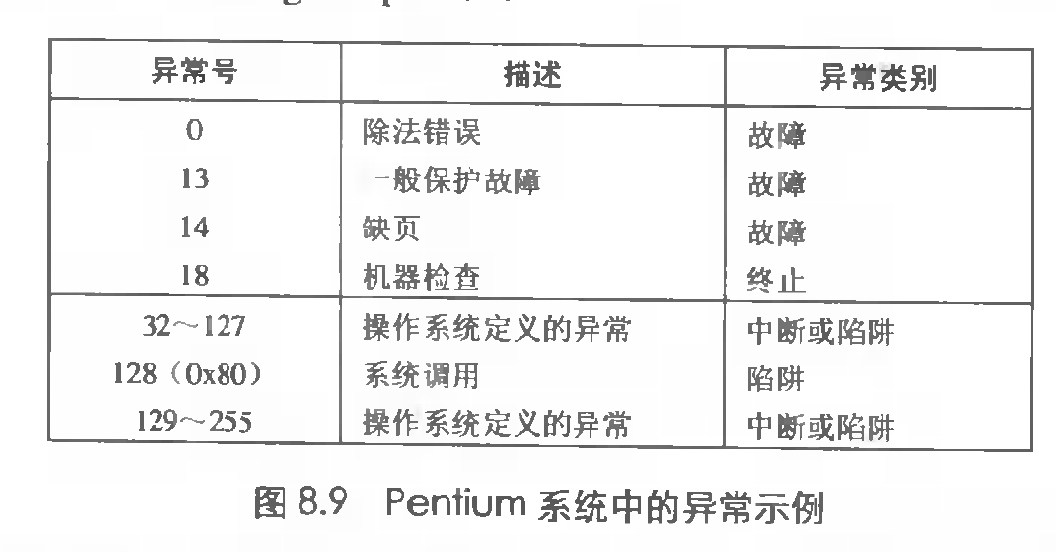 异常号 描述 异常类别
0 除法错误 故障
13 一般保护故障 故障
14 缺页 故障
18 机器检查 终止
32～127 操作系统定义的异常 中断或陷阱
128（0x80） 系统调用 陷阱
129～255 操作系统定义的异常 中断或陷阱
图 8.9 Pentium 系统中的异常示例